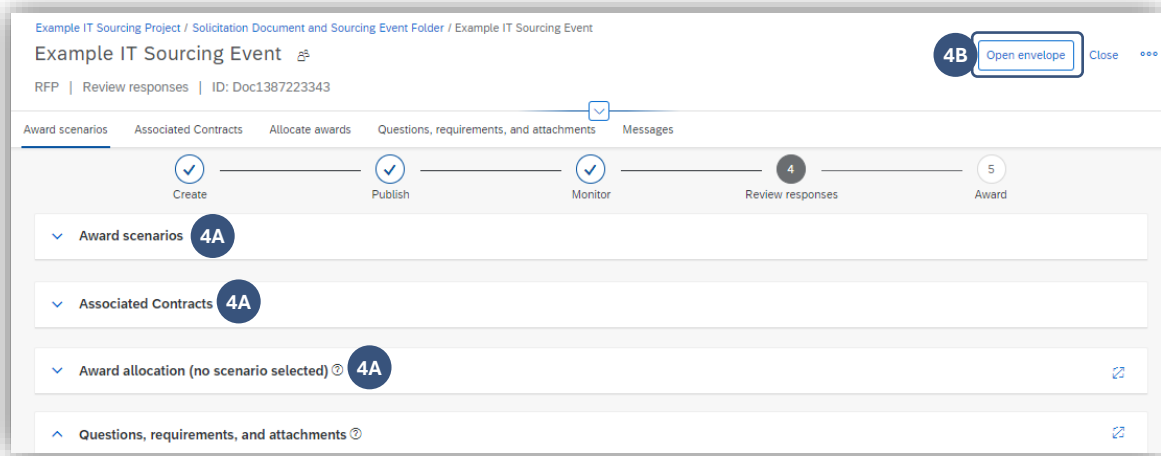 Example IT Sourcing Project / Solicitation Document and Sourcing Event Folder / Example IT Sourcing Event
Example IT Sourcing Event
4B Open envelope Close
RFP | Review responses | ID: Doc1387223343
Award scenarios Associated Contracts Allocate awards Questions, requirements, and attachments Messages
4 5
Create Publish Monitor Review responses Award
Award scenarios 4A
Associated Contracts 4A
Award allocation (no scenario selected) ? 4A
Questions, requirements, and attachments ?